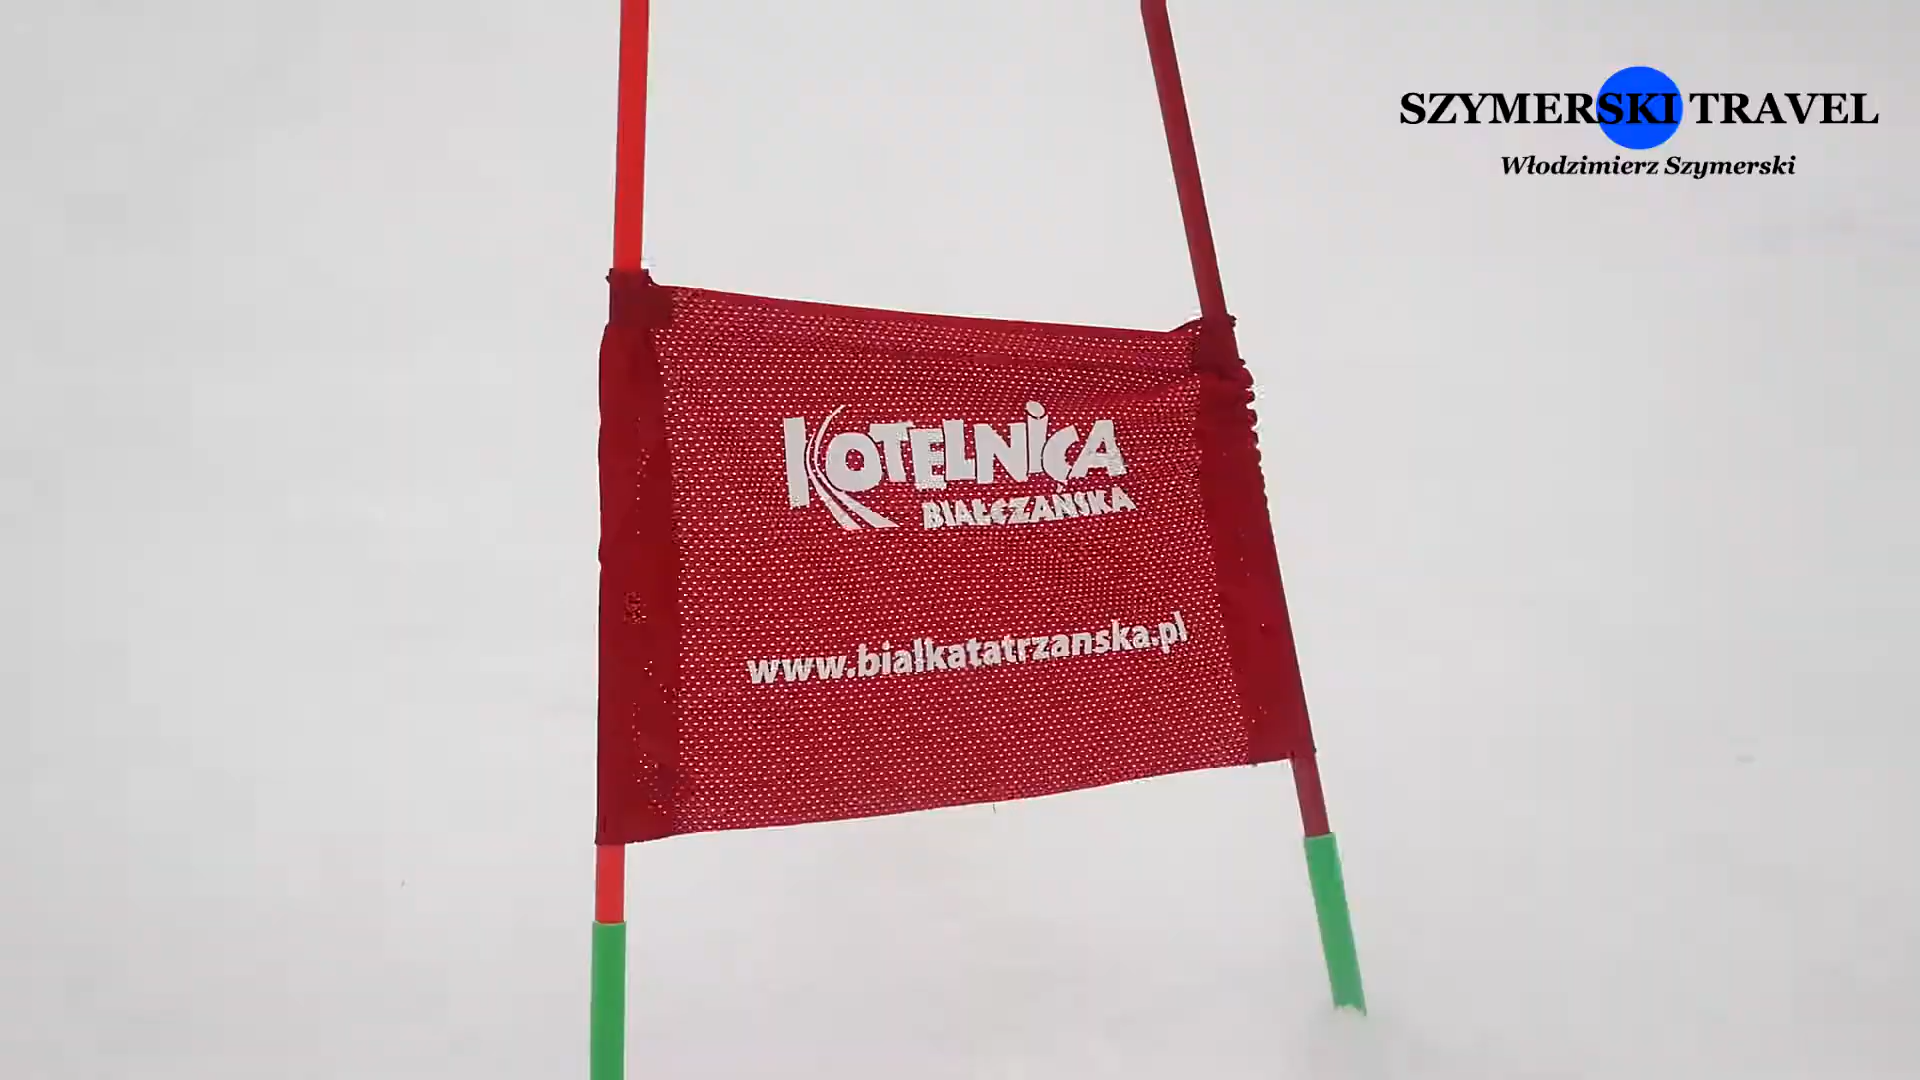 SZYMERSKI TRAVEL
Włodzimierz Szymerski
KOTELNICA
BIAŁCZAŃSKA
www.bialkatatrzanska.pl